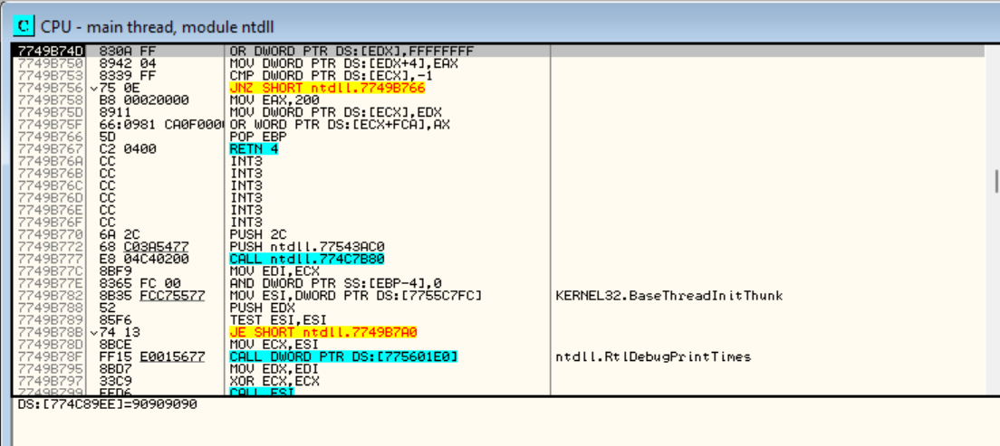 C CPU - main thread, module ntdll
7749B74D 830A FF OR DWORD PTR DS:[EDX],FFFFFFFF
7749B750 8942 04 MOV DWORD PTR DS:[EDX+4],EAX
7749B753 8339 FF CMP DWORD PTR DS:[ECX],-1
7749B756 75 0E JNZ SHORT ntdll.7749B766
7749B758 B8 00020000 MOV EAX,200
7749B75D 8911 MOV DWORD PTR DS:[ECX],EDX
7749B75F 66:0981 CA0F000 OR WORD PTR DS:[ECX+FCA],AX
7749B766 5D POP EBP
7749B767 C2 0400 RETN 4
7749B76A CC INT3
7749B76B CC INT3
7749B76C CC INT3
7749B76D CC INT3
7749B76E CC INT3
7749B76F CC INT3
7749B770 6A 2C PUSH 2C
7749B772 68 C03A5477 PUSH ntdll.77543AC0
7749B777 E8 04C40200 CALL ntdll.774C7B80
7749B77C 8BF9 MOV EDI,ECX
7749B77E 8365 FC 00 AND DWORD PTR SS:[EBP-4],0
7749B782 8B35 FCC75577 MOV ESI,DWORD PTR DS:[7755C7FC] KERNEL32.BaseThreadInitThunk
7749B788 52 PUSH EDX
7749B789 85F6 TEST ESI,ESI
7749B78B 74 13 JE SHORT ntdll.7749B7A0
7749B78D 8BCE MOV ECX,ESI
7749B78F FF15 E0015677 CALL DWORD PTR DS:[775601E0] ntdll.RtlDebugPrintTimes
7749B795 8BD7 MOV EDX,EDI
7749B797 33C9 XOR ECX,ECX
7749B799 FFD6 CALL ESI
DS:[774C89EE]=90909090